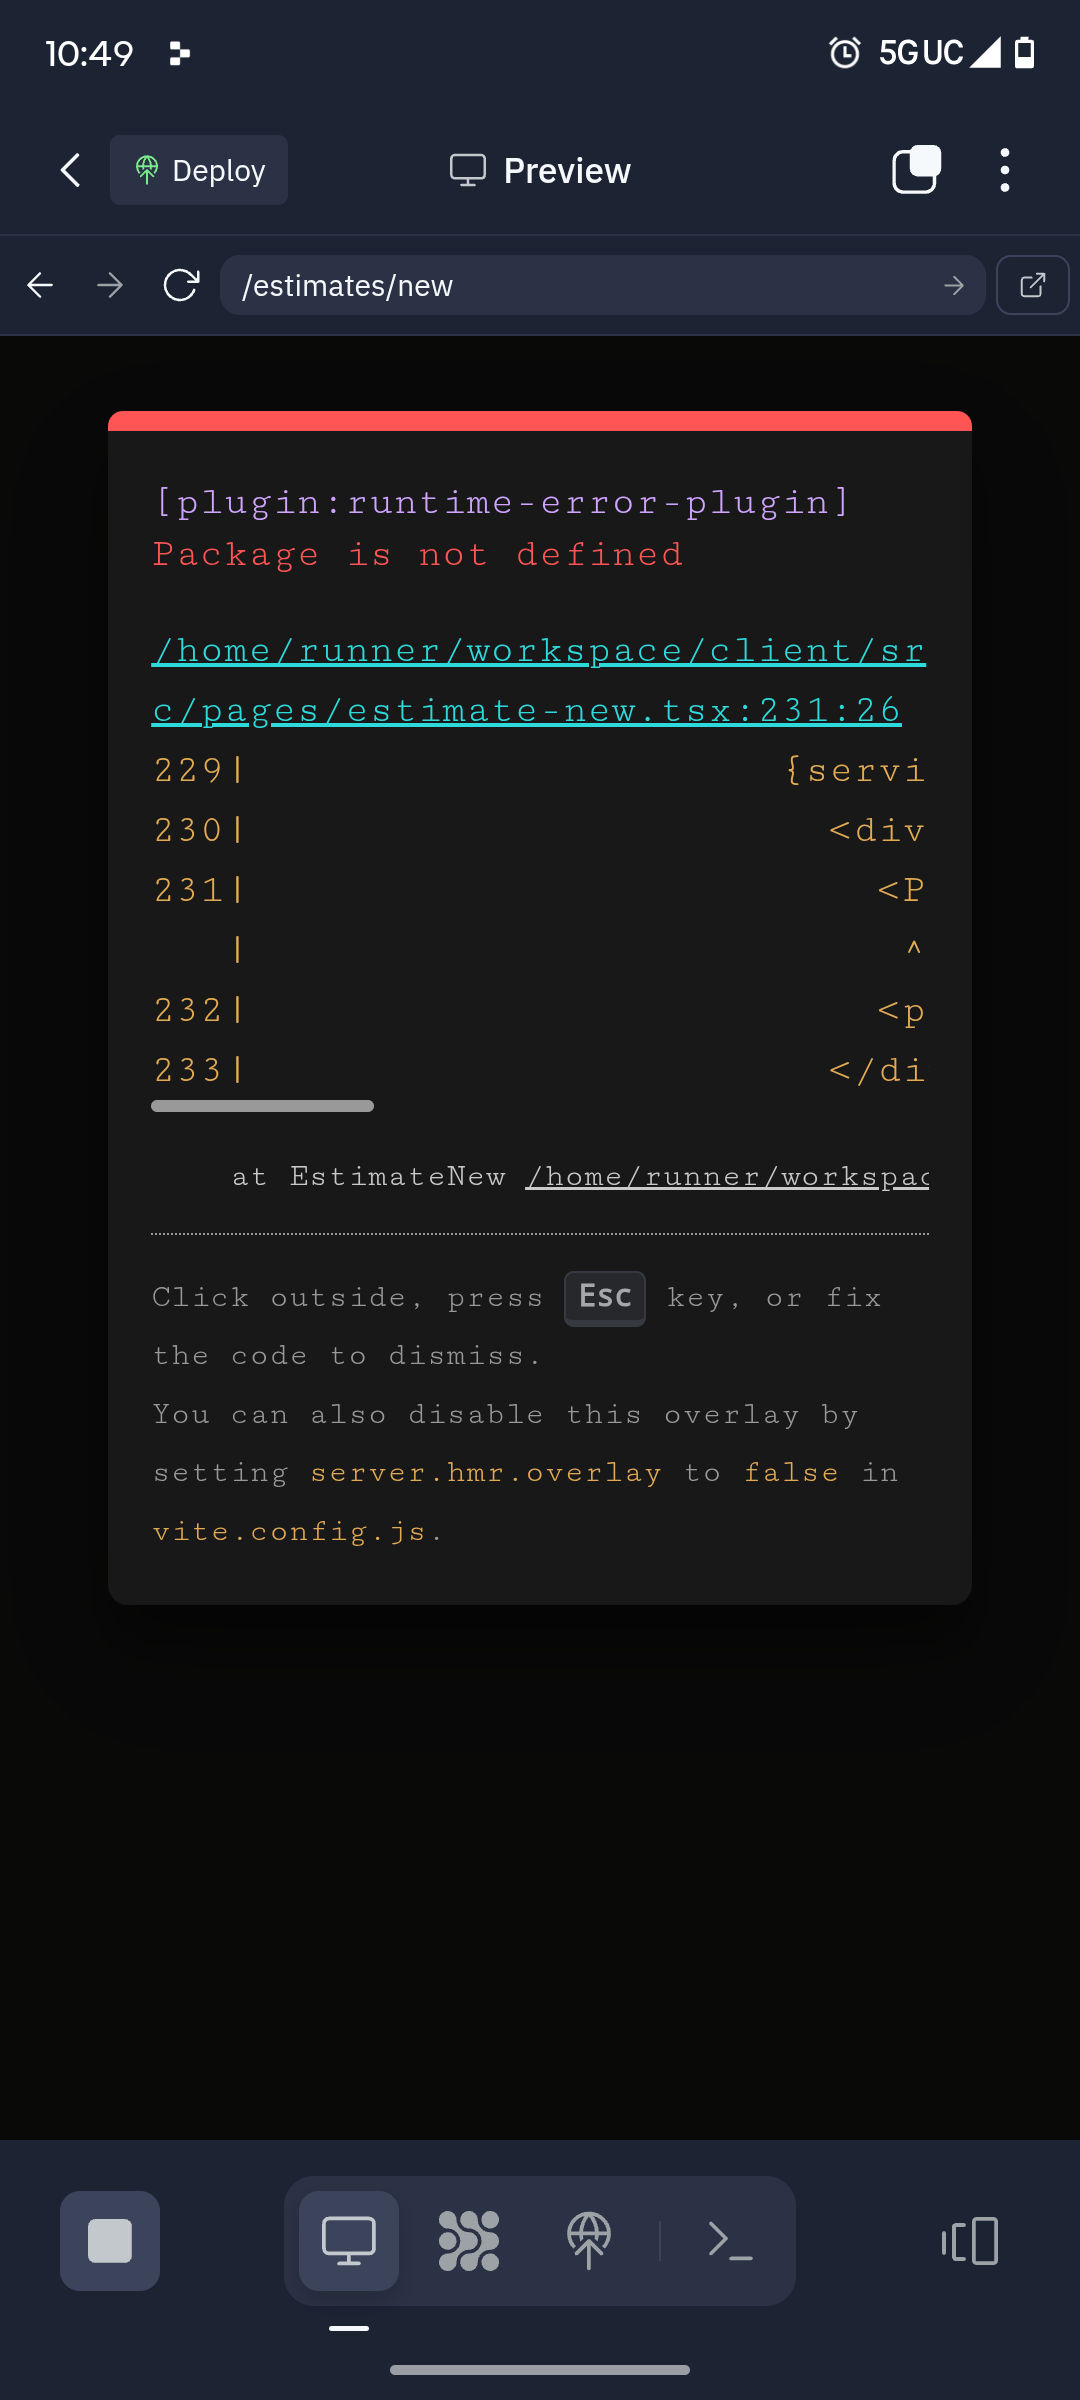 10:49
5G UC
Deploy
Preview
/estimates/new
[plugin:runtime-error-plugin]
Package is not defined
/home/runner/workspace/client/sr
c/pages/estimate-new.tsx:231:26
229| {servi
230| <div
231| <P
| ^
232| <p
233| </di
at EstimateNew /home/runner/workspac
Click outside, press Esc key, or fix
the code to dismiss.
You can also disable this overlay by
setting server.hmr.overlay to false in
vite.config.js.